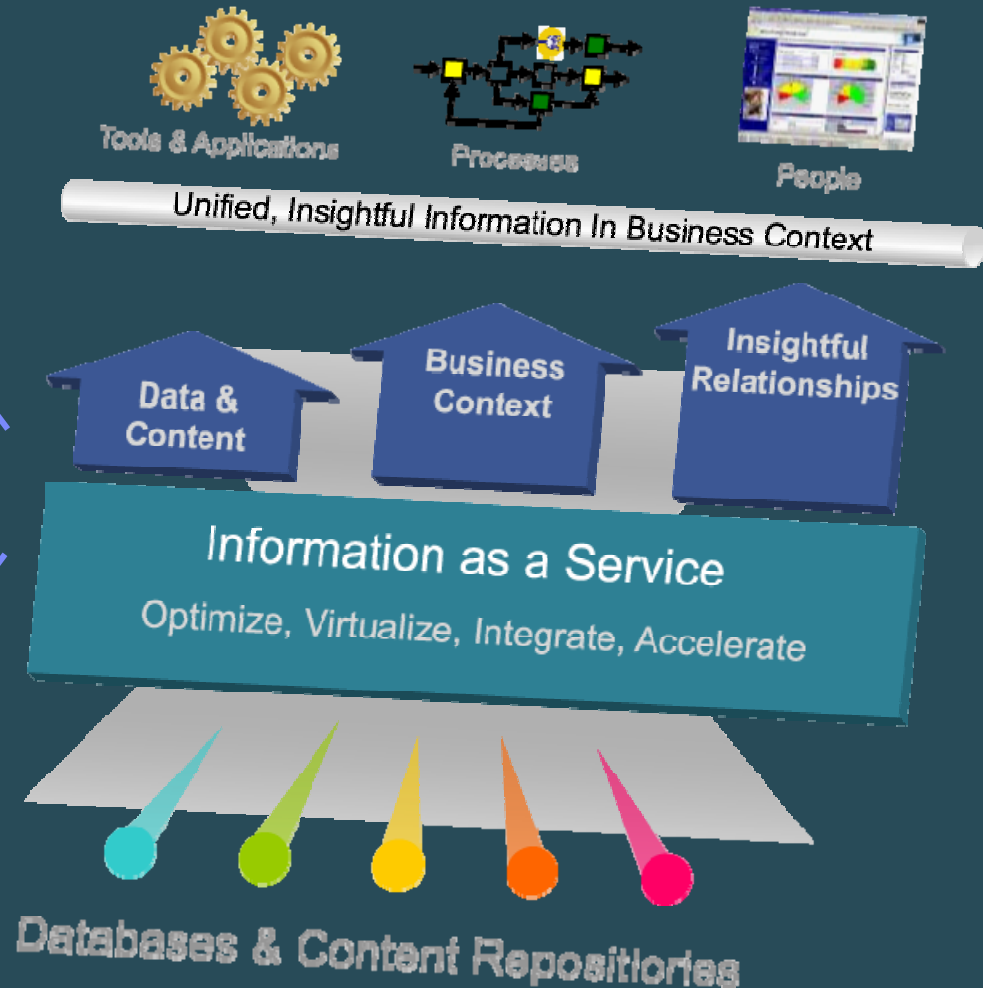 Tools & Applications
Processes
People
Unified, Insightful Information In Business Context
Data &
Content
Business
Context
Insightful
Relationships
Information as a Service
Optimize, Virtualize, Integrate, Accelerate
Databases & Content Repositiories